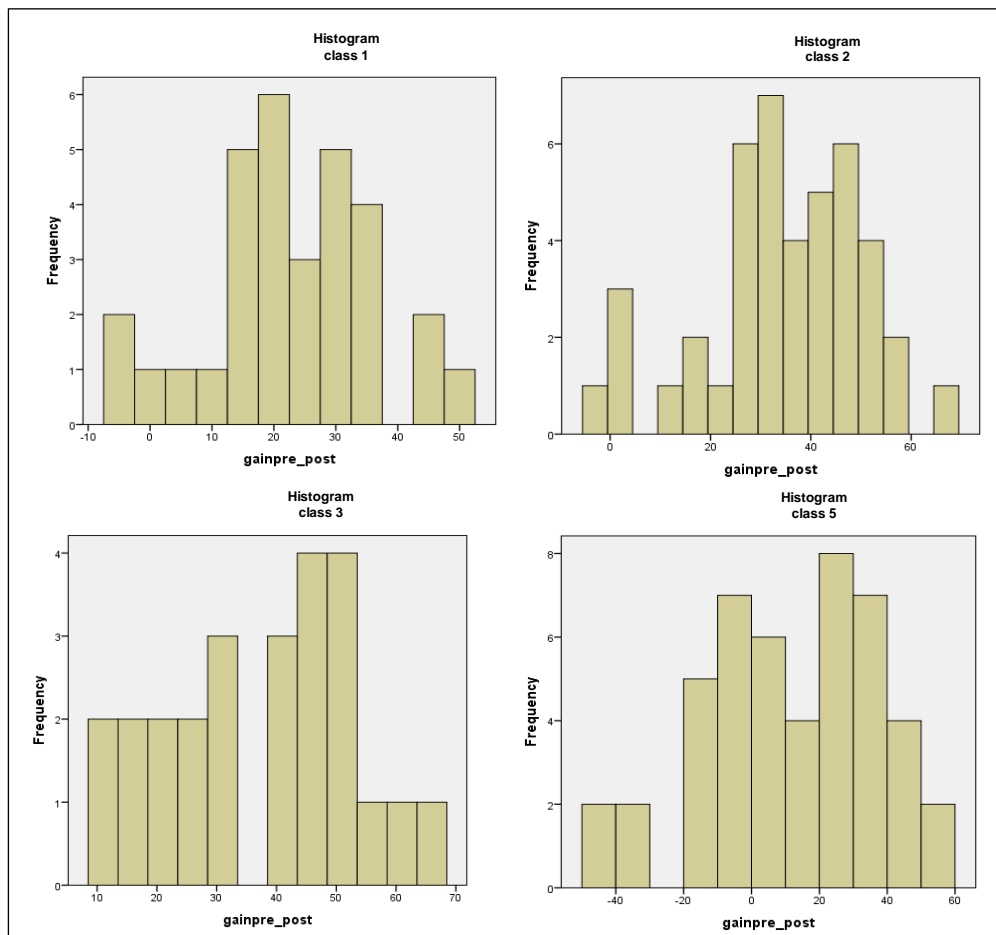 Histogram
class 1
6
5
4
3
2
1
0
Frequency
-10 0 10 20 30 40 50
gainpre_post
Histogram
class 2
6
4
2
0
Frequency
0 20 40 60
gainpre_post
Histogram
class 3
4
3
2
1
0
Frequency
10 20 30 40 50 60 70
gainpre_post
Histogram
class 5
8
6
4
2
0
Frequency
-40 -20 0 20 40 60
gainpre_post